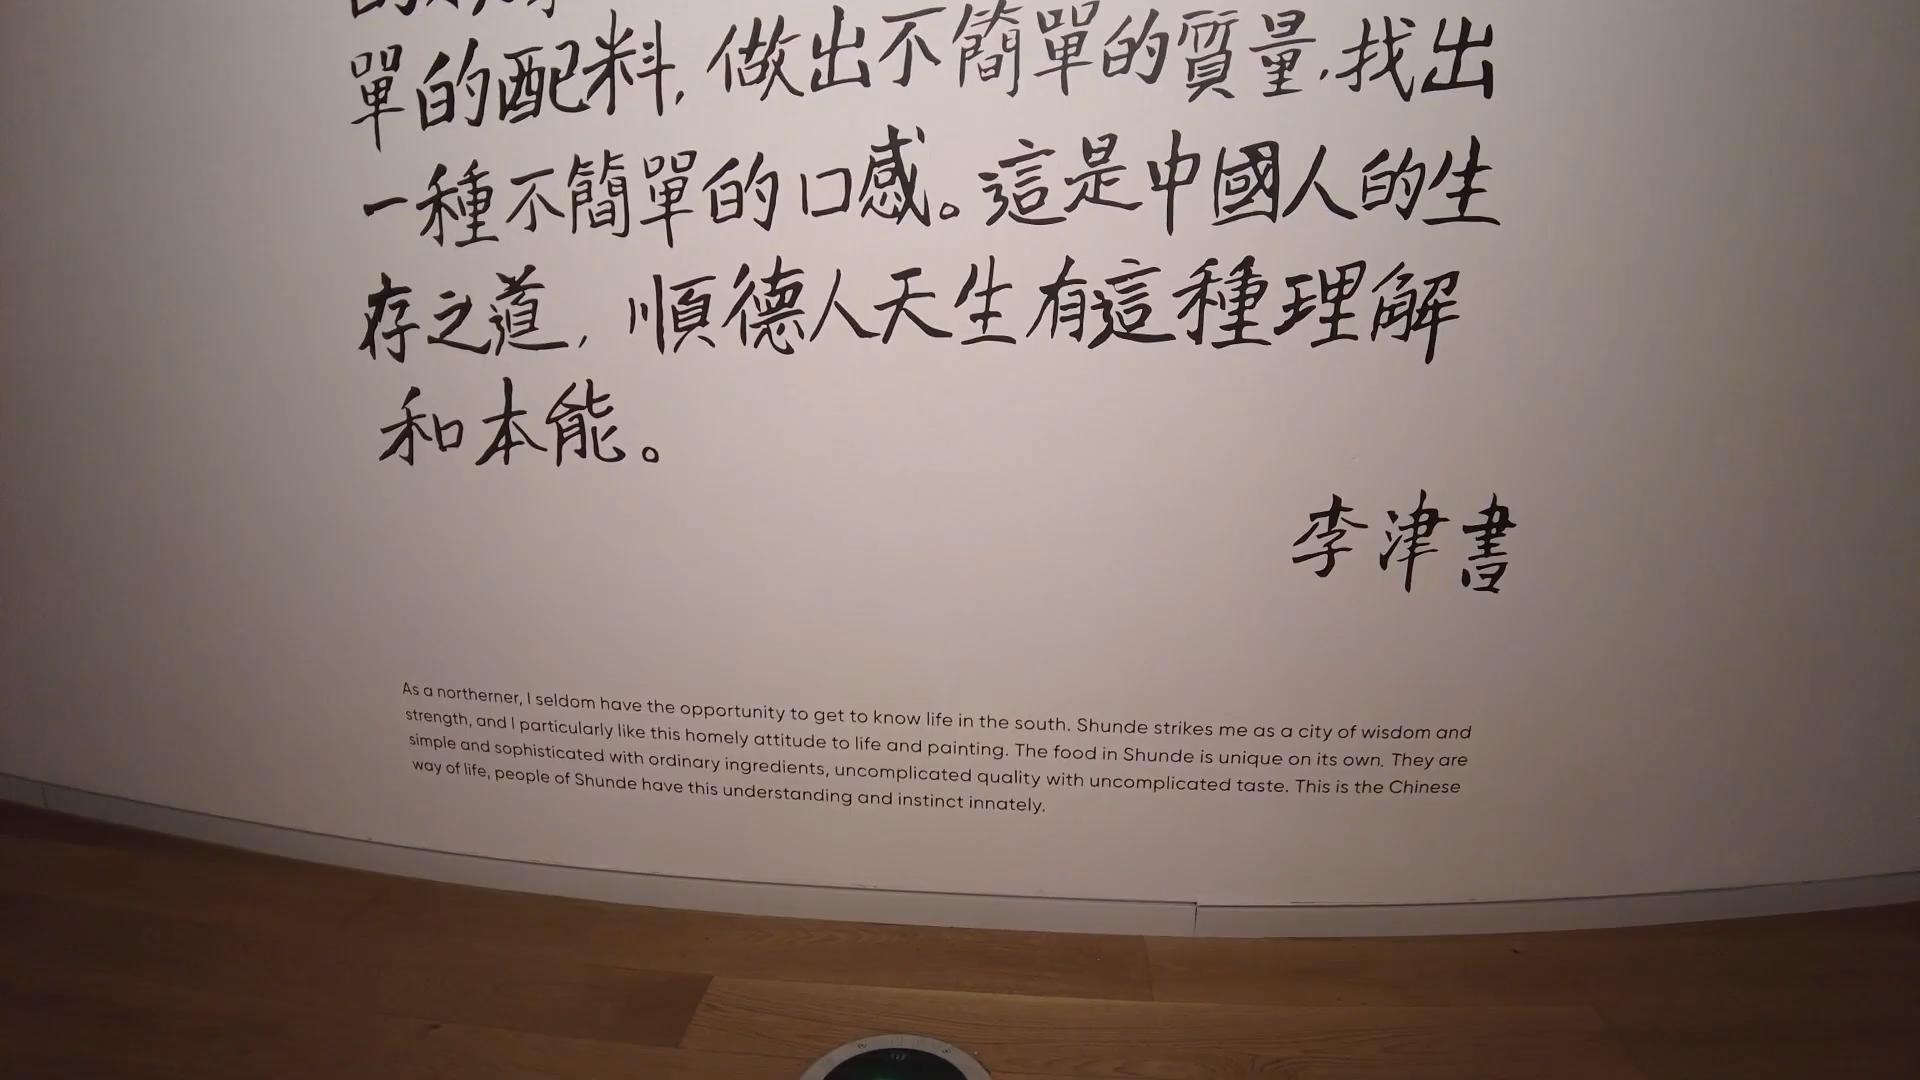 單的配料，做出不簡單的質量，找出
一種不簡單的口感。這是中國人的生
存之道，順德人天生有這種理解
和本能。
李津書
As a northerner, I seldom have the opportunity to get to know life in the south. Shunde strikes me as a city of wisdom and
strength, and I particularly like this homely attitude to life and painting. The food in Shunde is unique on its own. They are
simple and sophisticated with ordinary ingredients, uncomplicated quality with uncomplicated taste. This is the Chinese
way of life, people of Shunde have this understanding and instinct innately.